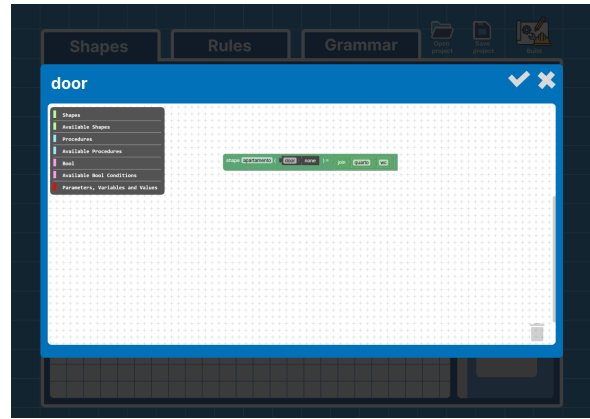 Shapes
Rules
Grammar
Open project
Save project
Build
door
Shapes
Available Shapes
Procedures
Available Procedures
Bool
Available Bool Conditions
Parameters, Variables and Values
shape apartamento ( door none ) = quarto wc